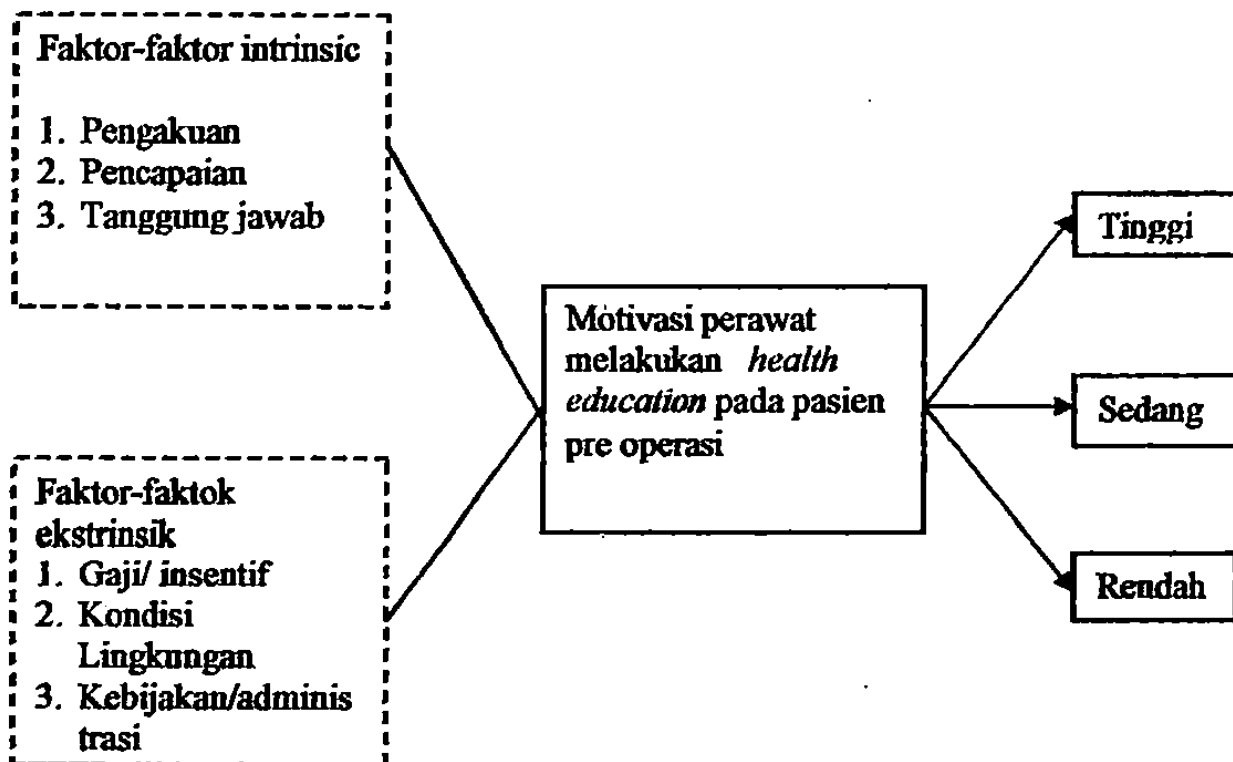 Faktor-faktor intrinsic
1. Pengakuan
2. Pencapaian
3. Tanggung jawab
Faktor-faktok
ekstrinsik
1. Gaji/ insentif
2. Kondisi
Lingkungan
3. Kebijakan/adminis
trasi
Motivasi perawat
melakukan health
education pada pasien
pre operasi
Tinggi
Sedang
Rendah